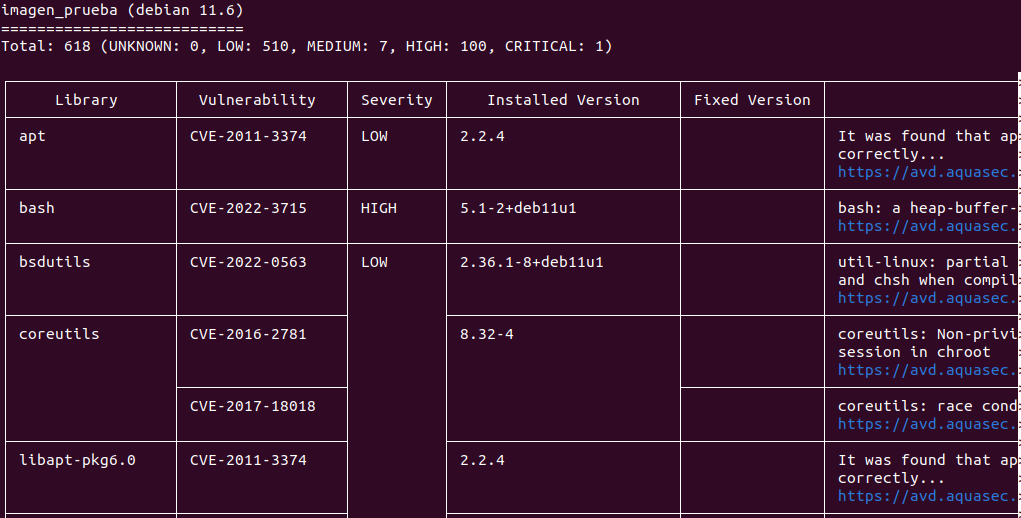 imagen_prueba (debian 11.6)
===========================
Total: 618 (UNKNOWN: 0, LOW: 510, MEDIUM: 7, HIGH: 100, CRITICAL: 1)
Library Vulnerability Severity Installed Version Fixed Version
apt CVE-2011-3374 LOW 2.2.4 It was found that ap
correctly...
https://avd.aquasec.
bash CVE-2022-3715 HIGH 5.1-2+deb11u1 bash: a heap-buffer-
https://avd.aquasec.
bsdutils CVE-2022-0563 LOW 2.36.1-8+deb11u1 util-linux: partial
and chsh when compil
https://avd.aquasec.
coreutils CVE-2016-2781 8.32-4 coreutils: Non-privi
session in chroot
https://avd.aquasec.
CVE-2017-18018 coreutils: race cond
https://avd.aquasec.
libapt-pkg6.0 CVE-2011-3374 2.2.4 It was found that ap
correctly...
https://avd.aquasec.